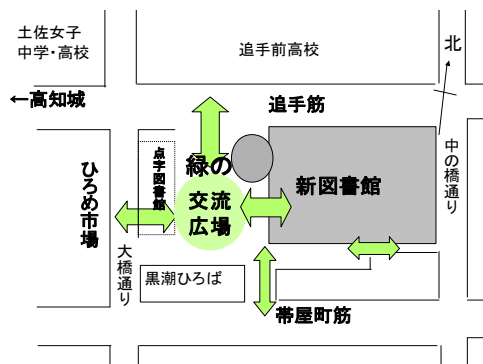 土佐女子
中学・高校
追手前高校
北
←高知城
追手筋
中の橋通り
点字図書館
緑の
交流
広場
新図書館
ひろめ市場
大橋通り
黒潮ひろば
帯屋町筋